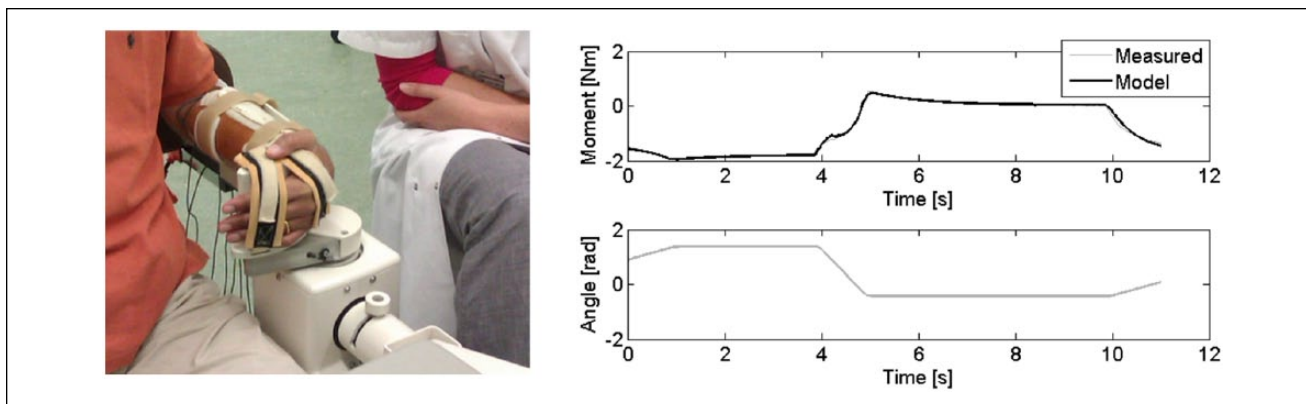 2
0
-2
Moment [Nm]
Measured
Model
0 2 4 6 8 10 12
Time [s]
2
0
-2
Angle [rad]
0 2 4 6 8 10 12
Time [s]